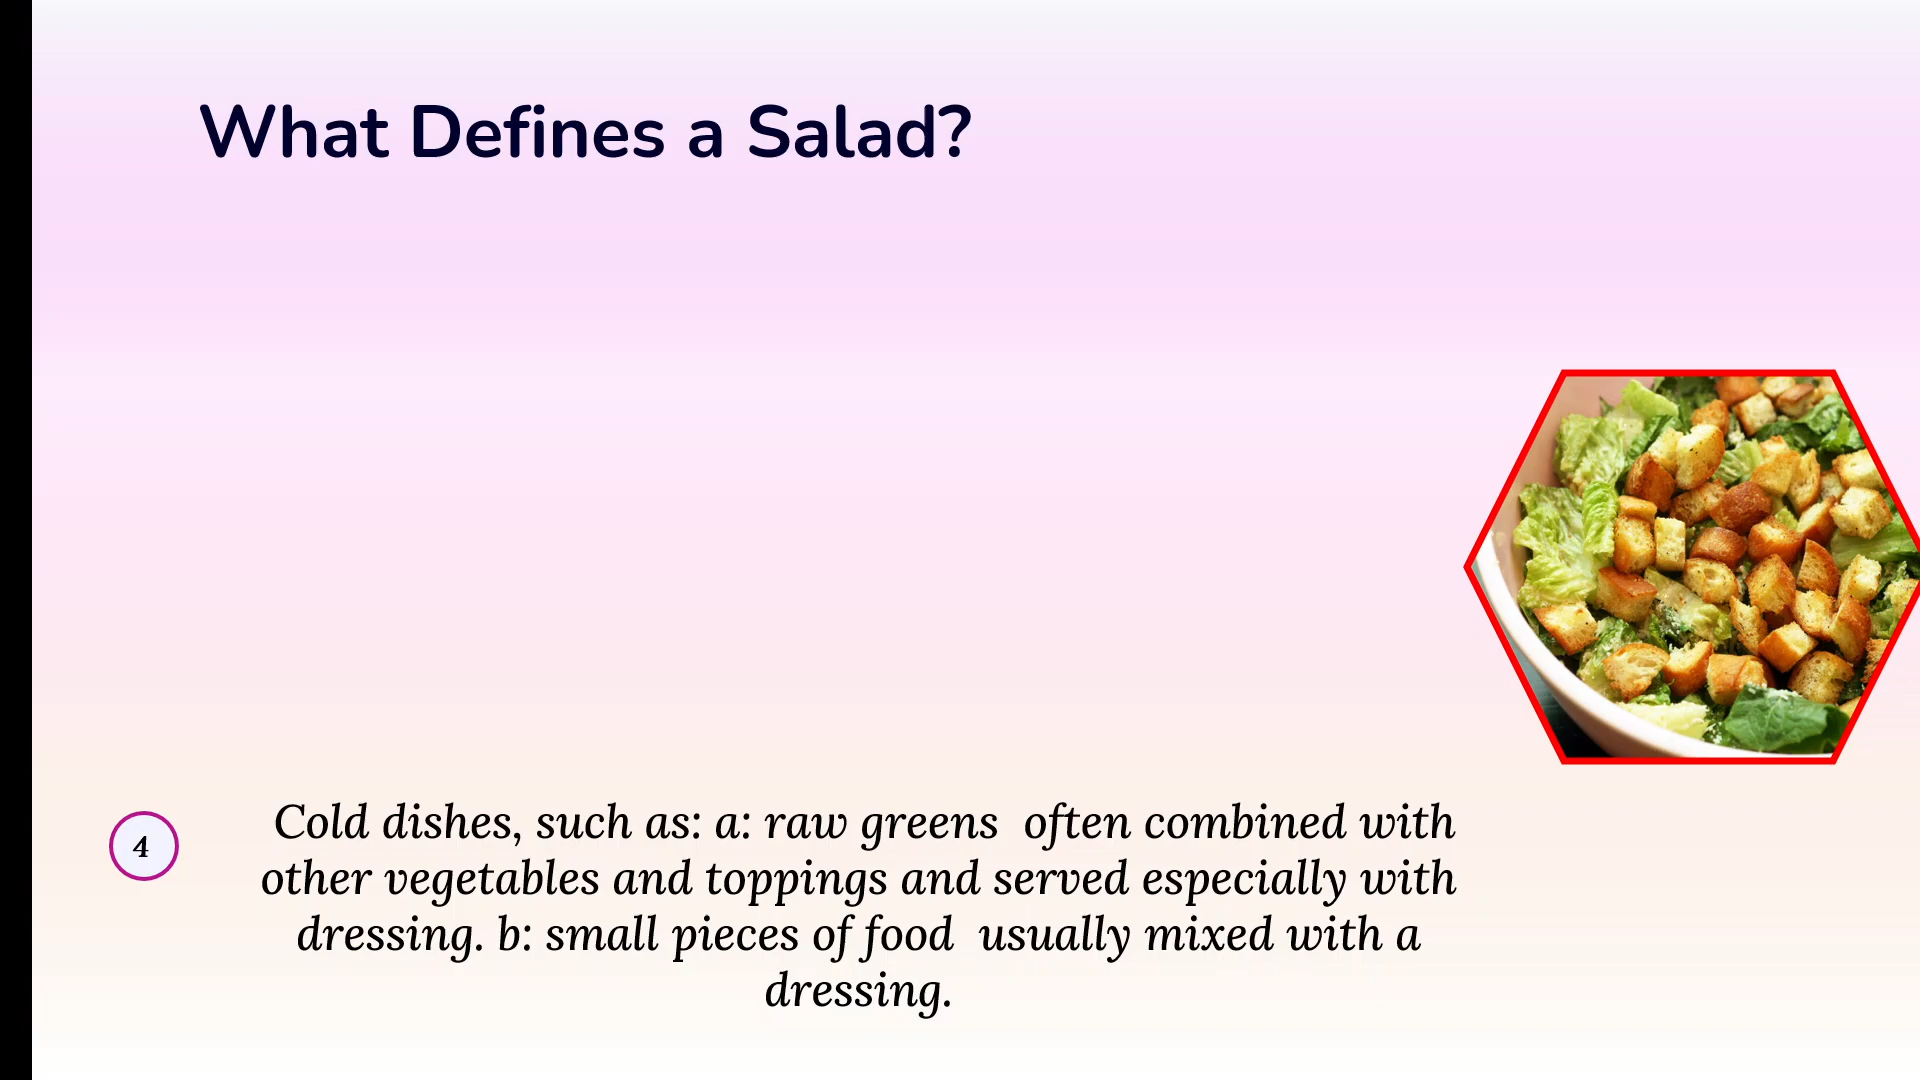 What Defines a Salad?
4
Cold dishes, such as: a: raw greens  often combined with
other vegetables and toppings and served especially with
dressing. b: small pieces of food  usually mixed with a
dressing.